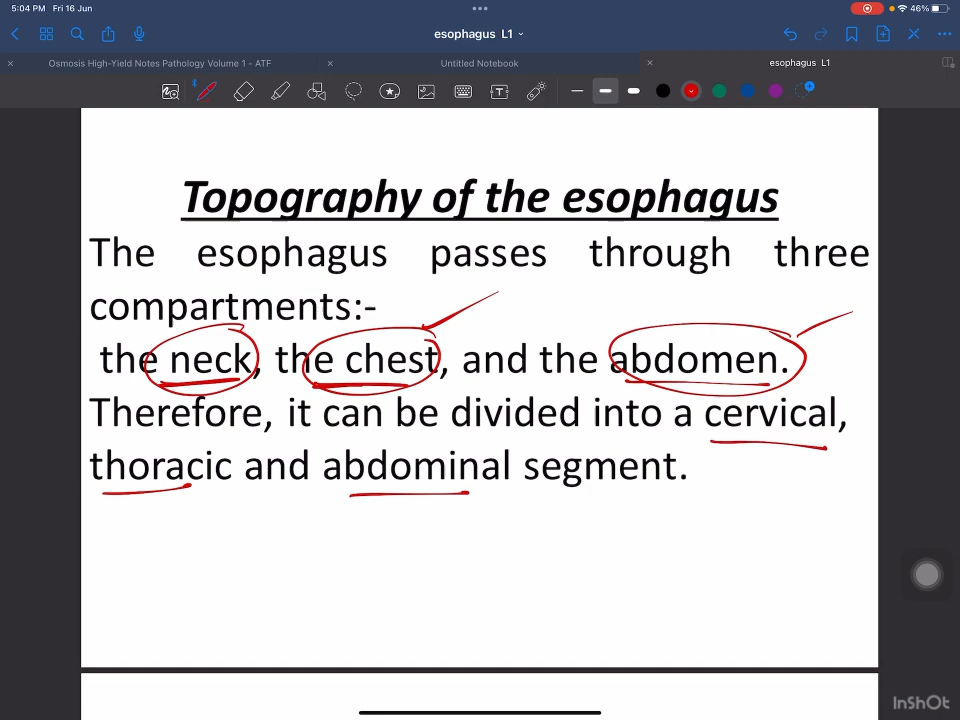 5:04 PM Fri 16 Jun
46%
esophagus L1
Osmosis High-Yield Notes Pathology Volume 1 - ATF
Untitled Notebook
esophagus L1
Topography of the esophagus
The esophagus passes through three
compartments:-
the neck, the chest, and the abdomen.
Therefore, it can be divided into a cervical,
thoracic and abdominal segment.
InShOt